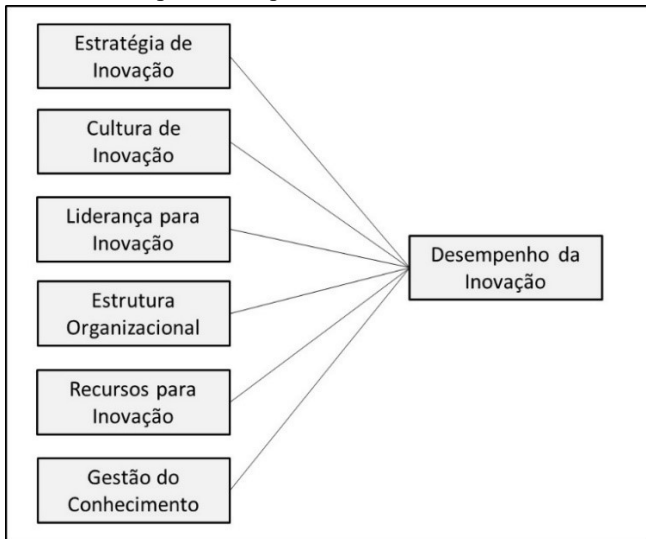 Estratégia de
Inovação
Cultura de
Inovação
Liderança para
Inovação
Estrutura
Organizacional
Recursos para
Inovação
Gestão do
Conhecimento
Desempenho da
Inovação